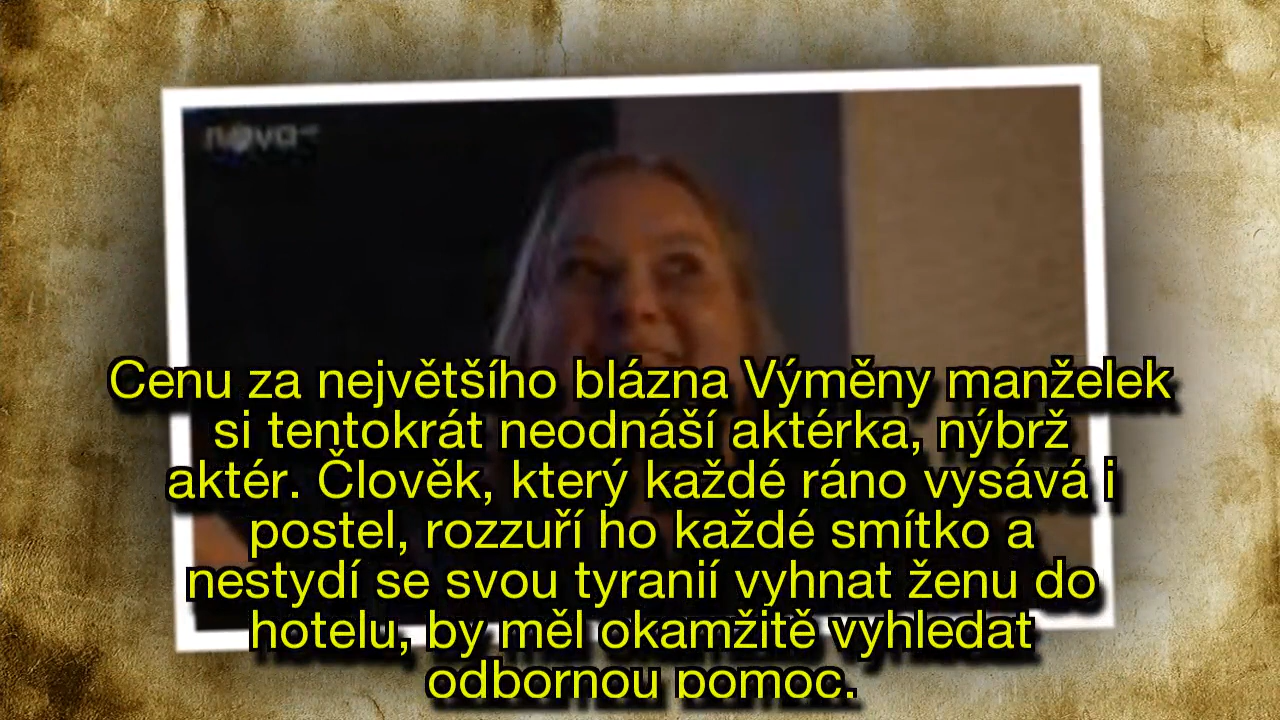 nova
Cenu za největšího blázna Výměny manželek
si tentokrát neodnáší aktérka, nýbrž
aktér. Člověk, který každé ráno vysává i
postel, rozzuří ho každé smítko a
nestydí se svou tyranií vyhnat ženu do
hotelu, by měl okamžitě vyhledat
odbornou pomoc.